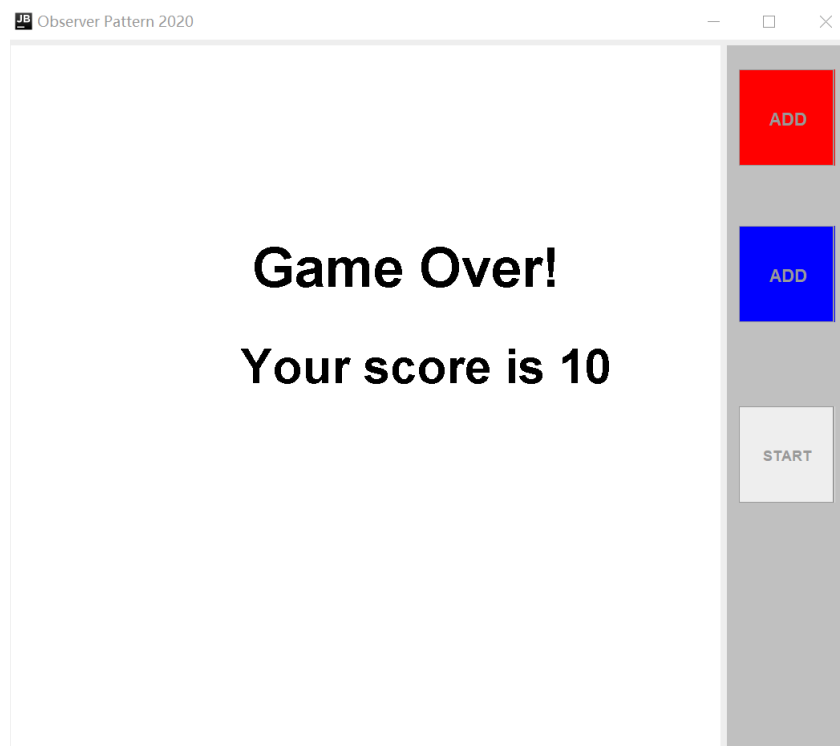 JB Observer Pattern 2020
ADD
Game Over!
ADD
Your score is 10
START